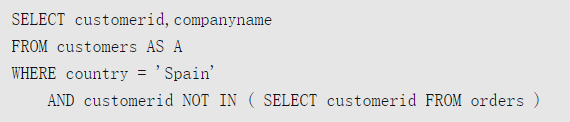 SELECT customerid,companyname
FROM customers AS A
WHERE country = 'Spain'
AND customerid NOT IN ( SELECT customerid FROM orders )